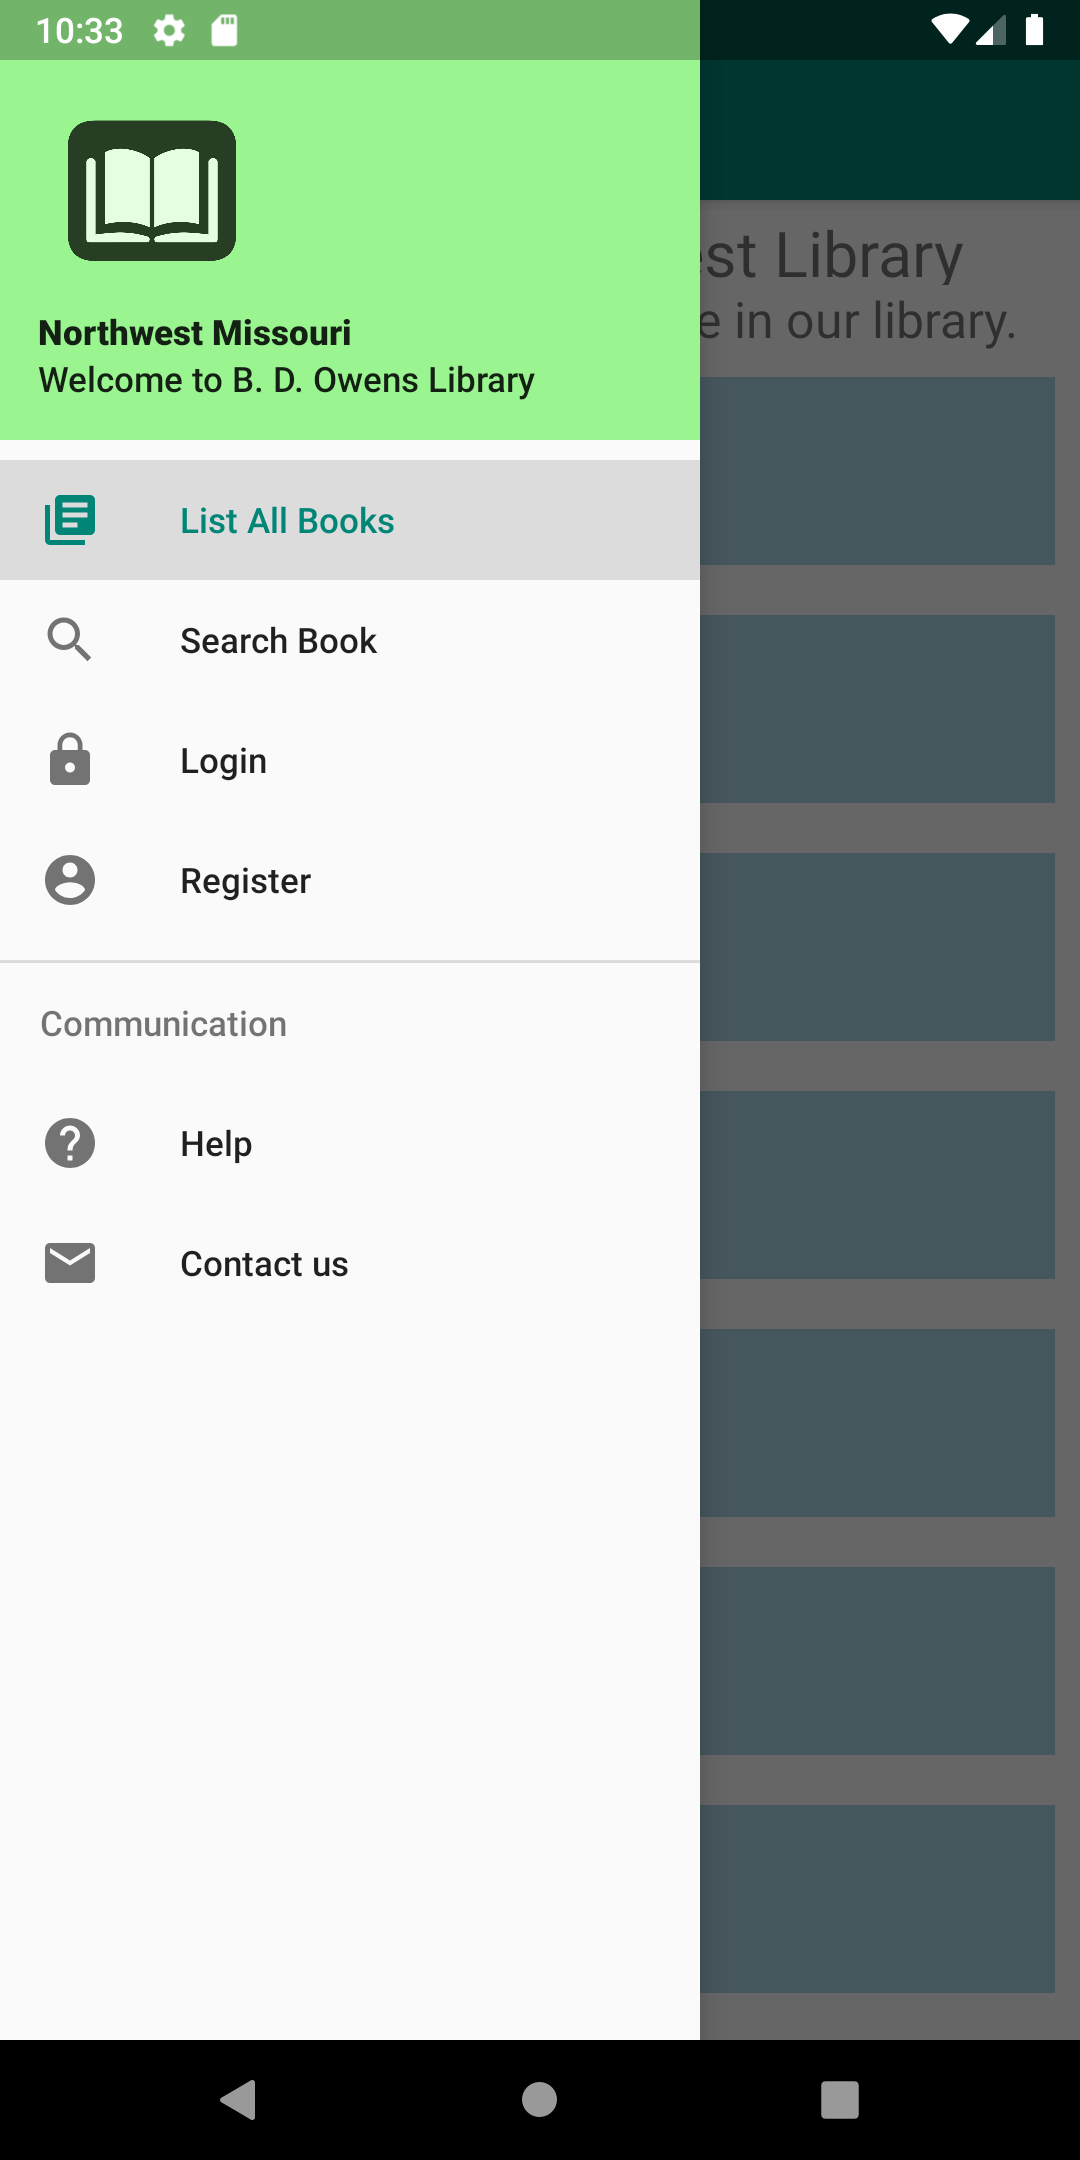 10:33
Library
in our library.
Northwest Missouri
Welcome to B. D. Owens Library
List All Books
Search Book
Login
Register
Communication
Help
Contact us